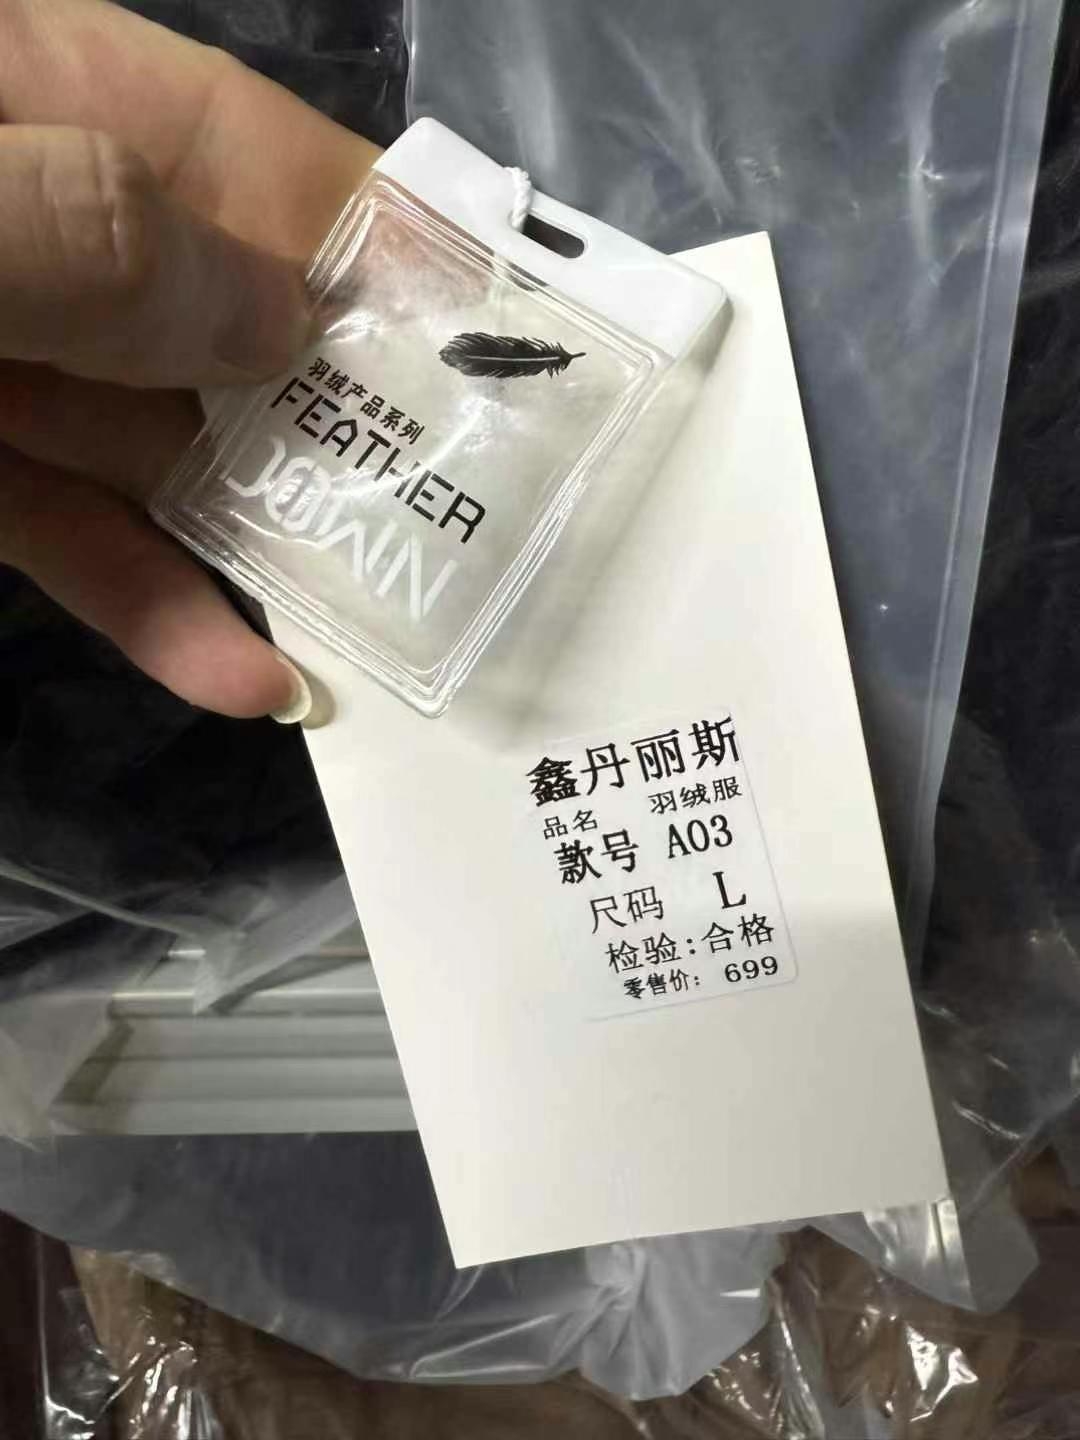 羽绒产品系列
FEATHER
DOWIN
鑫丹丽斯
品名 羽绒服
款号 A03
尺码 L
检验:合格
零售价: 699